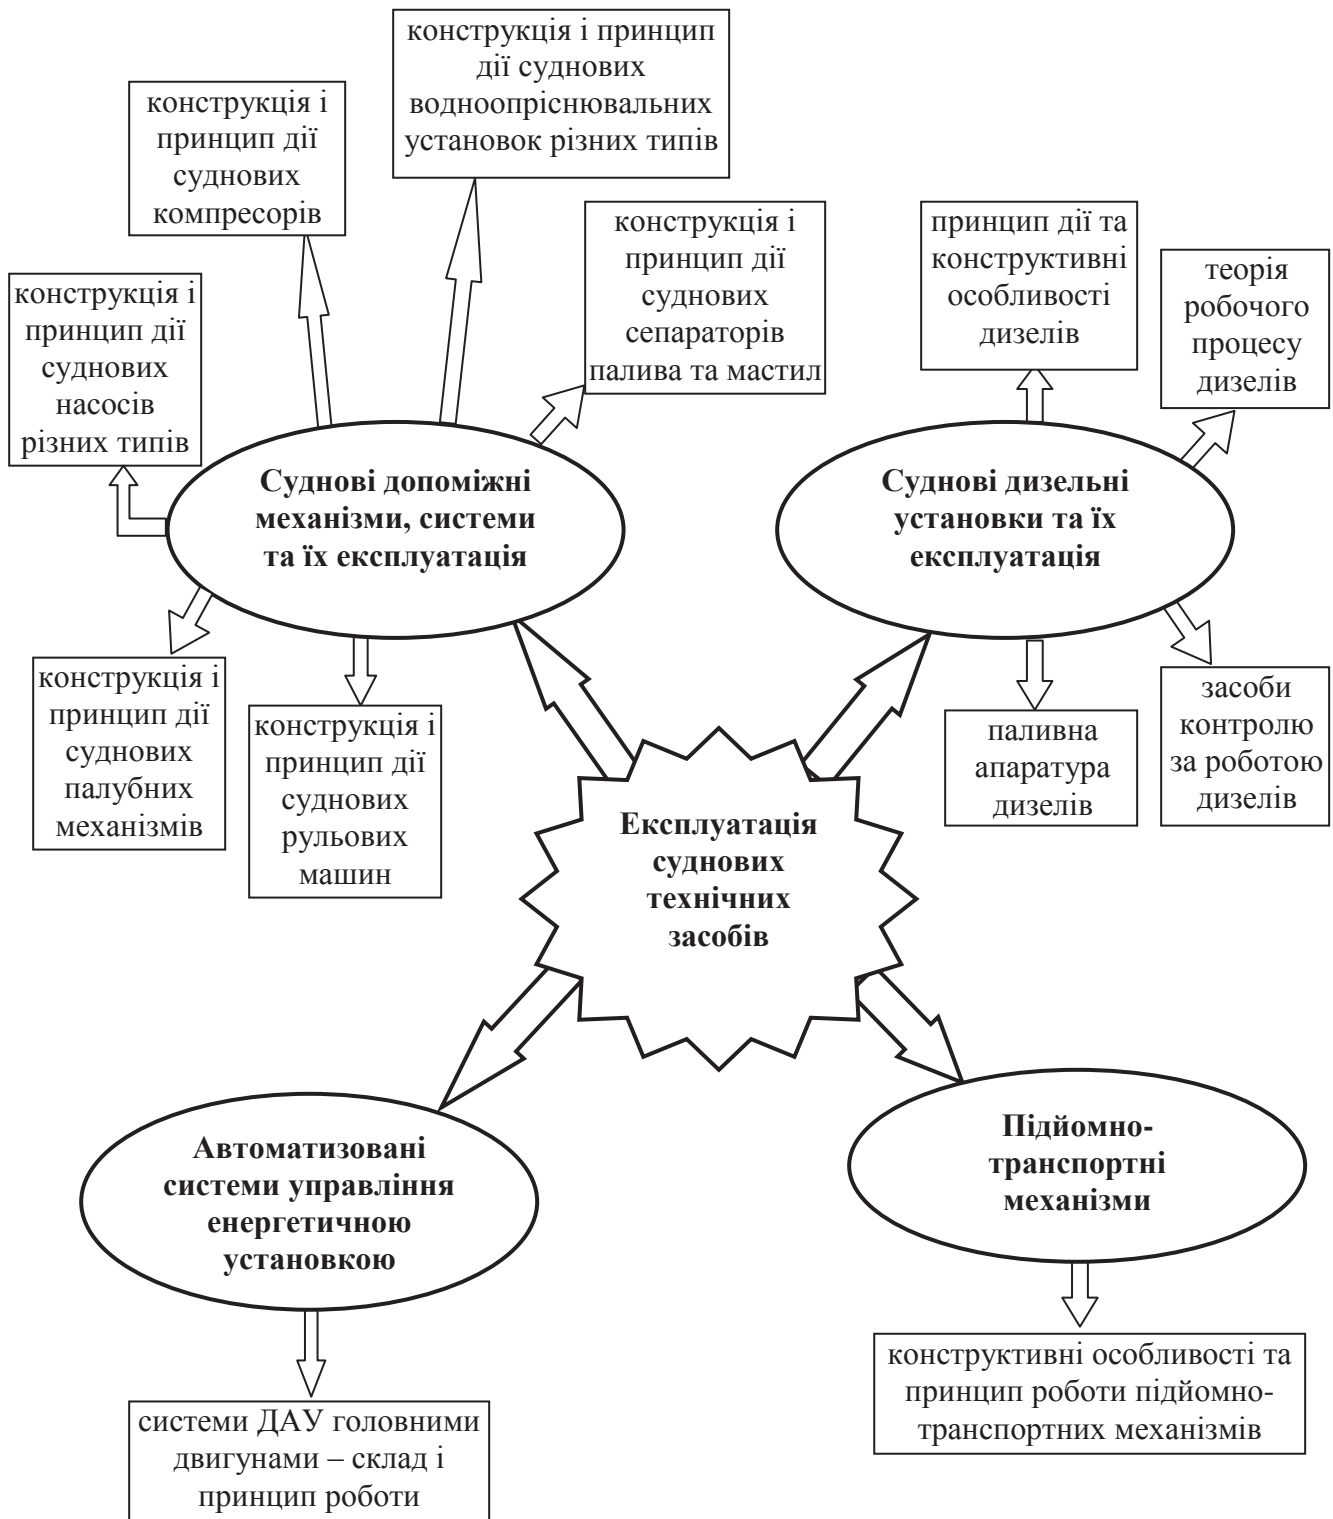 конструкція і принцип
дії суднових
водноопріснювальних
установок різних типів
конструкція і
принцип дії
суднових
компресорів
конструкція і
принцип дії
суднових
сепараторів
палива та мастил
принцип дії та
конструктивні
особливості
дизелів
теорія
робочого
процесу
дизелів
конструкція і
принцип дії
суднових
насосів
різних типів
Суднові допоміжні
механізми, системи
та їх експлуатація
Суднові дизельні
установки та їх
експлуатація
конструкція і
принцип дії
суднових
палубних
механізмів
конструкція і
принцип дії
суднових
рульових
машин
паливна
апаратура
дизелів
засоби
контролю
за роботою
дизелів
Експлуатація
суднових
технічних
засобів
Автоматизовані
системи управління
енергетичною
установкою
Підйомно-
транспортні
механізми
системи ДАУ головними
двигунами – склад і
принцип роботи
конструктивні особливості та
принцип роботи підйомно-
транспортних механізмів